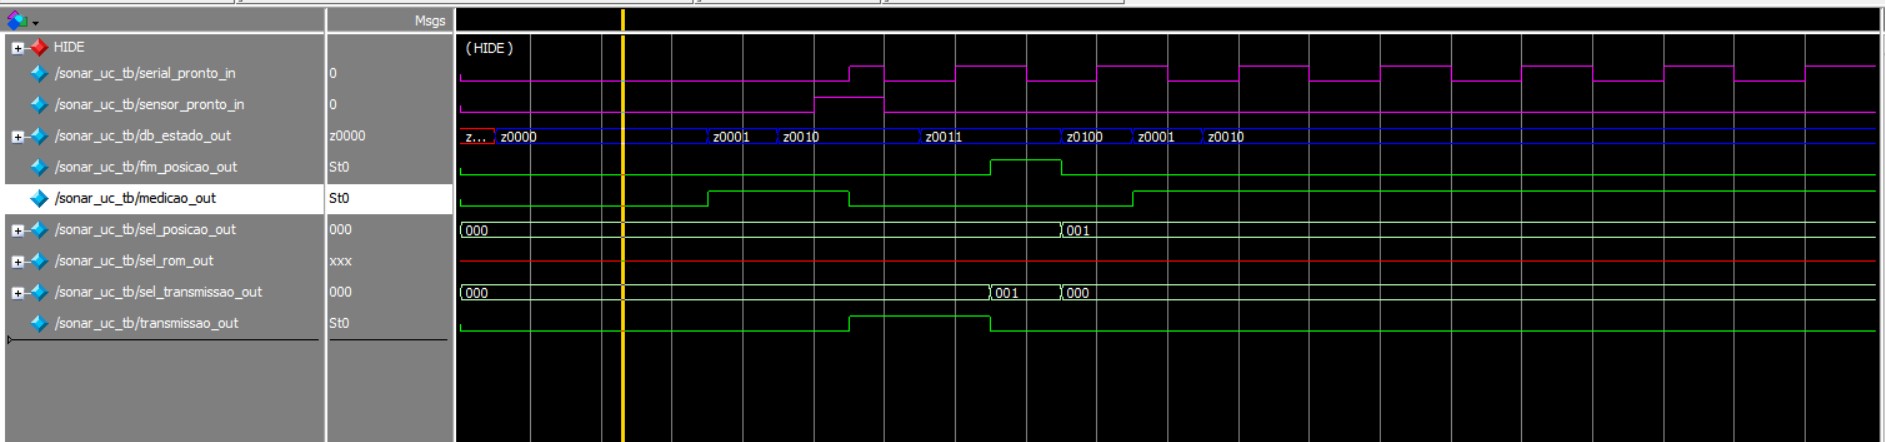 Msgs
HIDE (HIDE)
/sonar_uc_tb/serial_pronto_in 0
/sonar_uc_tb/sensor_pronto_in 0
/sonar_uc_tb/db_estado_out z0000 z... z0000 z0001 z0010 z0011 z0100 z0001 z0010
/sonar_uc_tb/fim_posicao_out St0
/sonar_uc_tb/medicao_out St0
/sonar_uc_tb/sel_posicao_out 000 000 001
/sonar_uc_tb/sel_rom_out xxx
/sonar_uc_tb/sel_transmissao_out 000 000 001 000
/sonar_uc_tb/transmissao_out St0